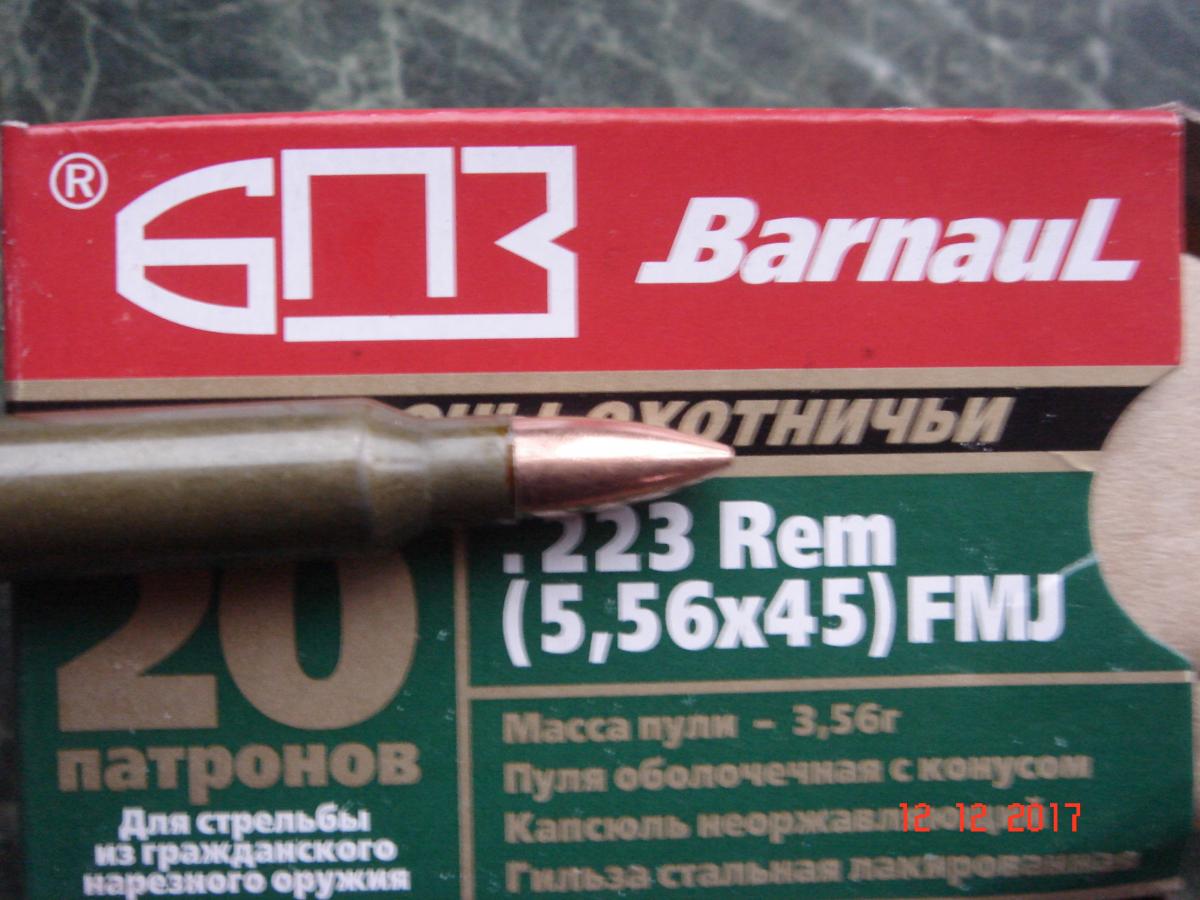 ® БПЗ Barnaul
ОХОТНИЧЬИ
.223 Rem
(5,56x45) FMJ
20
патронов
Для стрельбы
из гражданского
нарезного оружия
Масса пули - 3,56г
Пуля оболочечная с конусом
Капсюль неоржавляющий
Гильза стальная лакированная
12 12 2017